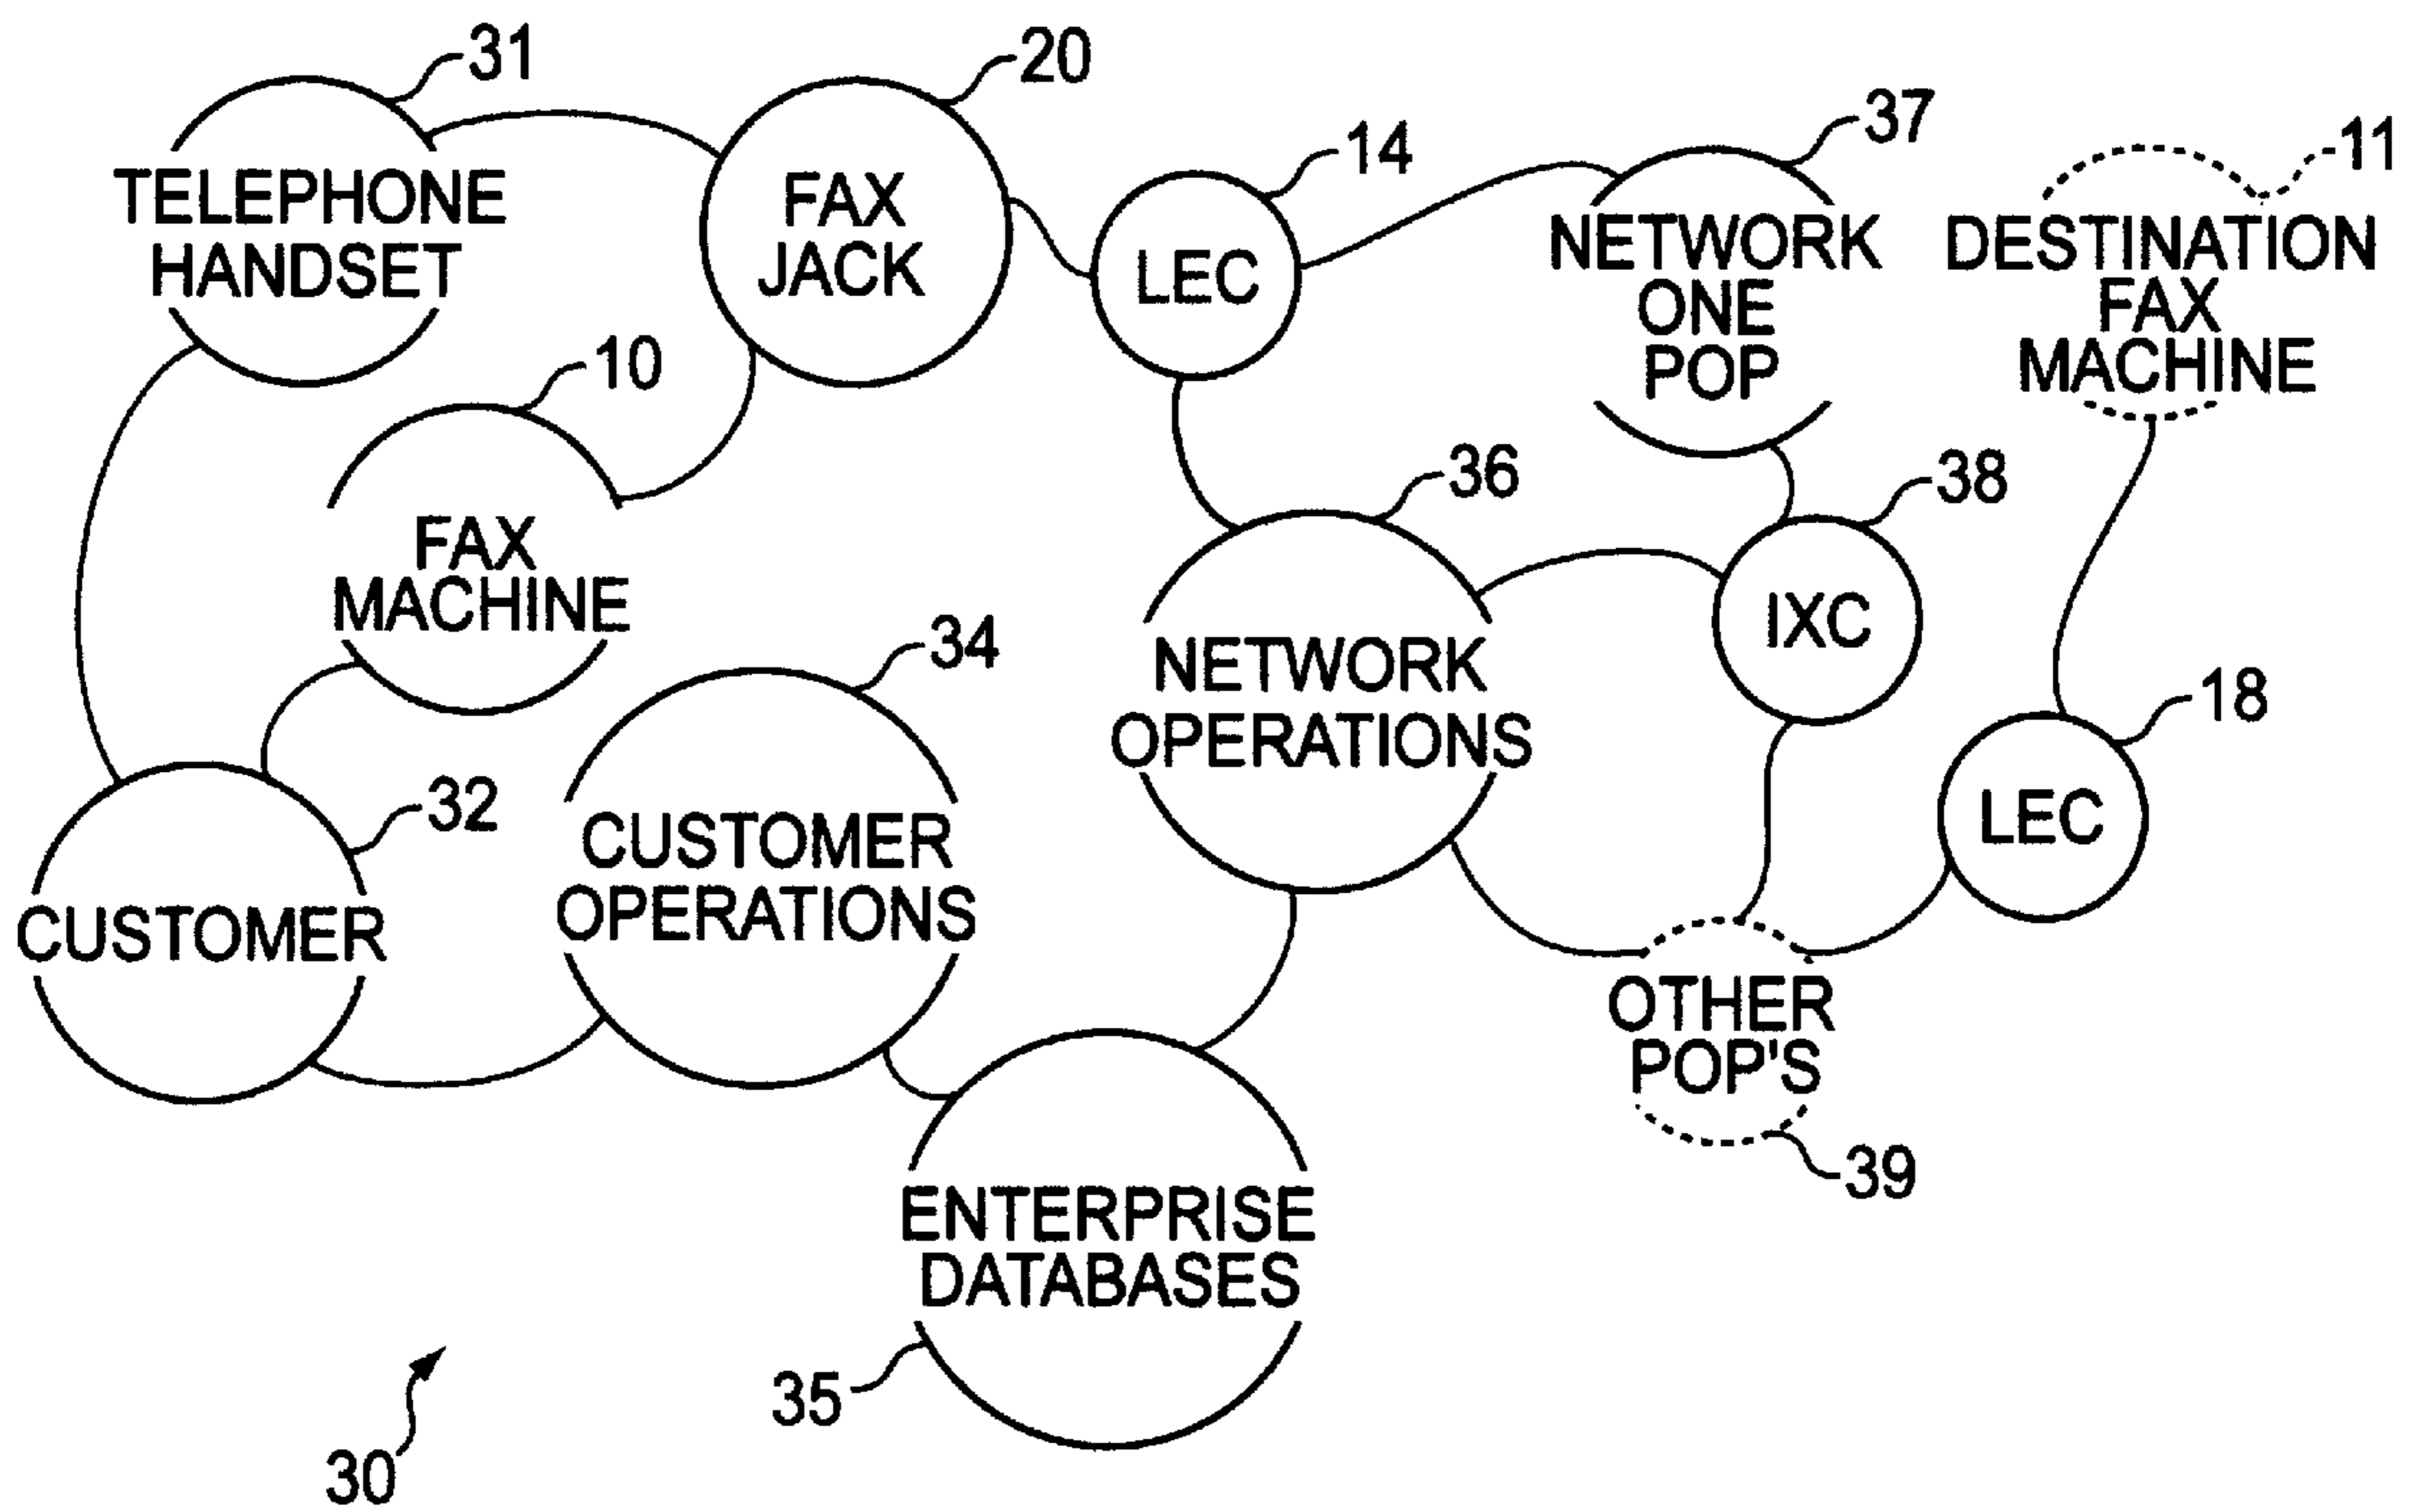 31
20
14
37
11
TELEPHONE
HANDSET
FAX
JACK
LEC
NETWORK
ONE
POP
DESTINATION
FAX
MACHINE
10
36
38
FAX
MACHINE
34
NETWORK
OPERATIONS
IXC
18
32
CUSTOMER
OPERATIONS
LEC
CUSTOMER
OTHER
POP'S
39
ENTERPRISE
DATABASES
35
30